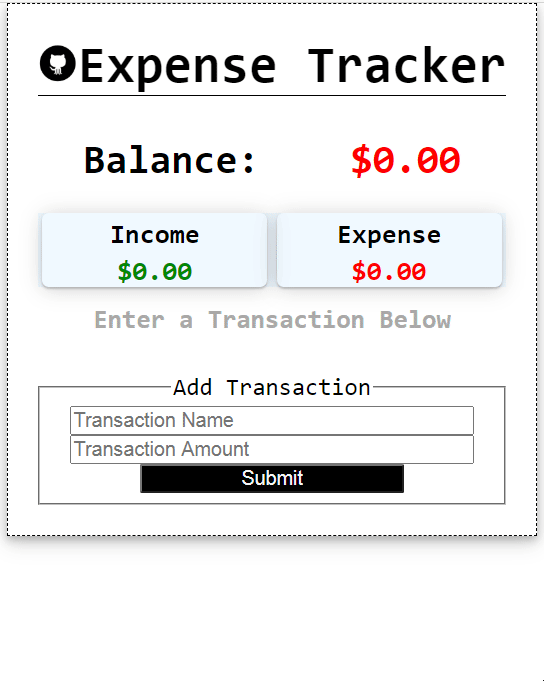 Expense Tracker
Balance: $0.00
Income Expense
$0.00 $0.00
Enter a Transaction Below
Add Transaction
Transaction Name
Transaction Amount
Submit